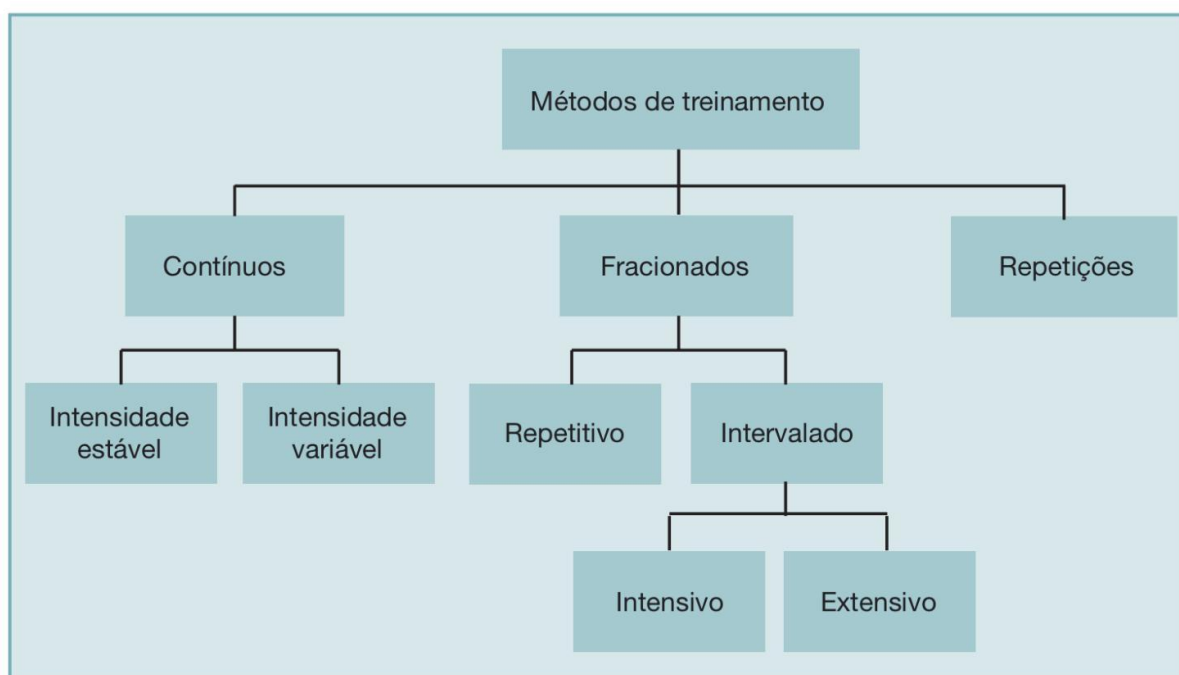 Métodos de treinamento
Contínuos
Fracionados
Repetições
Intensidade
estável
Intensidade
variável
Repetitivo
Intervalado
Intensivo
Extensivo